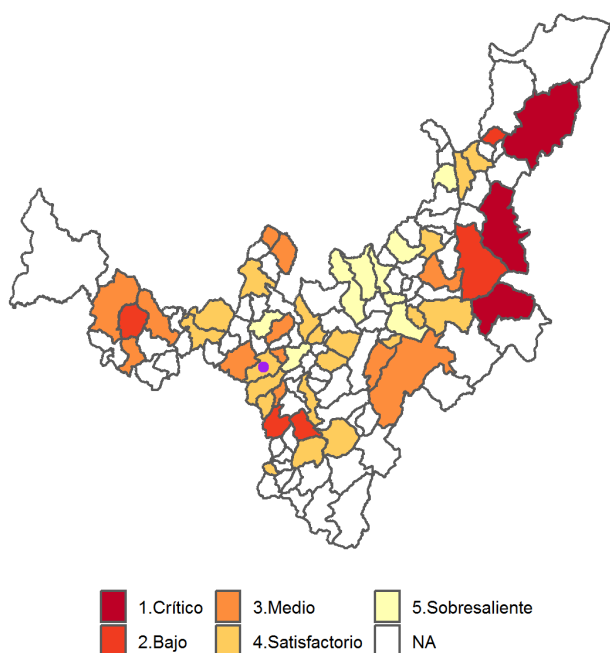 1.Crítico
3.Medio
5.Sobresaliente
2.Bajo
4.Satisfactorio
NA